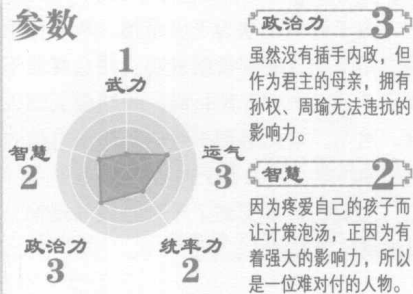 参数
1
武力
智慧
2
运气
3
政治力
3
统率力
2
政治力 3
虽然没有插手内政，但
作为君主的母亲，拥有
孙权、周瑜无法违抗的
影响力。
智慧 2
因为疼爱自己的孩子而
让计策泡汤，正因为有
着强大的影响力，所以
是一位难对付的人物。